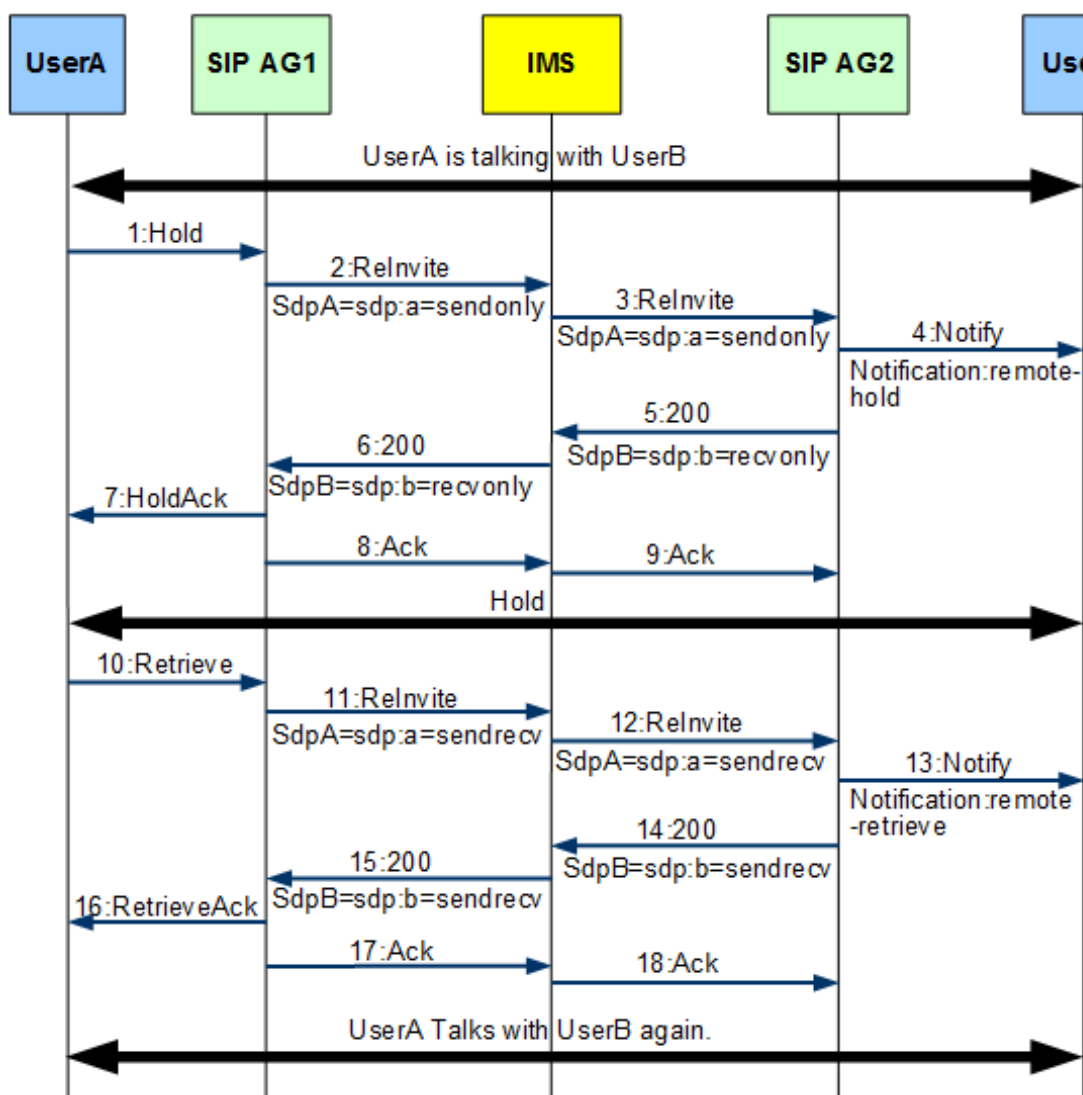 UserA
SIP AG1
IMS
SIP AG2
Use
UserA is talking with UserB
1:Hold
2:ReInvite
SdpA=sdp:a=sendonly
3:ReInvite
SdpA=sdp:a=sendonly
4:Notify
Notification:remote-
hold
5:200
SdpB=sdp:b=recvonly
6:200
SdpB=sdp:b=recvonly
7:HoldAck
8:Ack
9:Ack
Hold
10:Retrieve
11:ReInvite
SdpA=sdp:a=sendrecv
12:ReInvite
SdpA=sdp:a=sendrecv
13:Notify
Notification:remote
-retrieve
14:200
SdpB=sdp:b=sendrecv
15:200
SdpB=sdp:b=sendrecv
16:RetrieveAck
17:Ack
18:Ack
UserA Talks with UserB again.